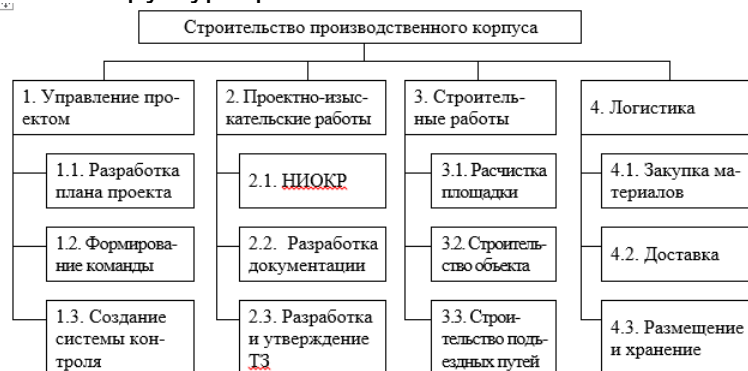 Строительство производственного корпуса
1. Управление про-
ектом
1.1. Разработка
плана проекта
1.2. Формирова-
ние команды
1.3. Создание
системы кон-
троля
2. Проектно-изыс-
кательские работы
2.1. НИОКР
2.2. Разработка
документации
2.3. Разработка
и утверждение
ТЗ
3. Строитель-
ные работы
3.1. Расчистка
площадки
3.2. Строитель-
ство объекта
3.3. Строи-
тельство подъ-
ездных путей
4. Логистика
4.1. Закупка ма-
териалов
4.2. Доставка
4.3. Размещение
и хранение